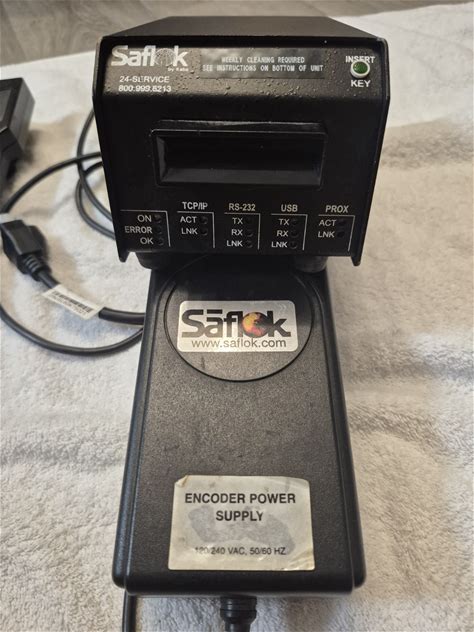 Saflok
by Kaba
24-SERVICE
800.999.6213
WEEKLY CLEANING REQUIRED
SEE INSTRUCTIONS ON BOTTOM OF UNIT
INSERT
KEY
TCP/IP RS-232 USB PROX
ON ACT TX TX ACT
ERROR LNK RX RX LNK
OK LNK LNK
Saflok
www.saflok.com
ENCODER POWER
SUPPLY
120/240 VAC, 50/60 HZ